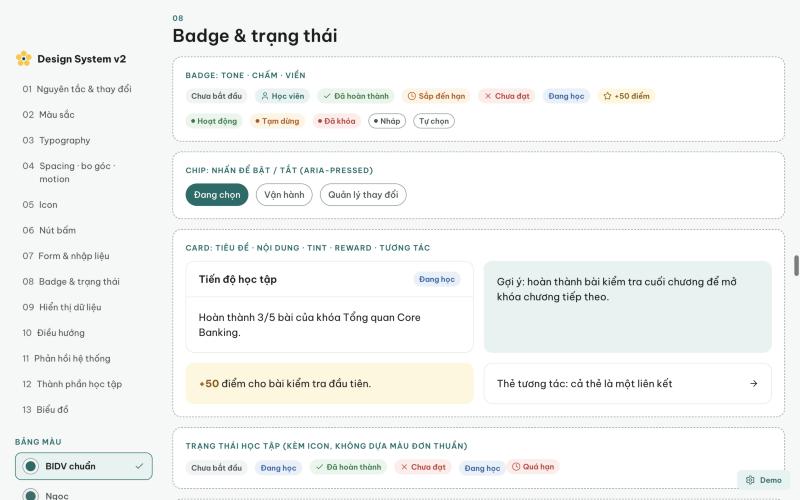 08
Badge & trạng thái
Design System v2
01 Nguyên tắc & thay đổi
02 Màu sắc
03 Typography
04 Spacing · bo góc ·
motion
05 Icon
06 Nút bấm
07 Form & nhập liệu
08 Badge & trạng thái
09 Hiển thị dữ liệu
10 Điều hướng
11 Phản hồi hệ thống
12 Thành phần học tập
13 Biểu đồ
BẢNG MÀU
BIDV chuẩn
Ngọc
BADGE: TONE · CHẤM · VIỀN
Chưa bắt đầu Học viên Đã hoàn thành Sắp đến hạn Chưa đạt Đang học +50 điểm
Hoạt động Tạm dừng Đã khóa Nháp Tự chọn
CHIP: NHẤN ĐỂ BẬT / TẮT (ARIA-PRESSED)
Đang chọn Vận hành Quản lý thay đổi
CARD: TIÊU ĐỀ · NỘI DUNG · TINT · REWARD · TƯƠNG TÁC
Tiến độ học tập Đang học
Hoàn thành 3/5 bài của khóa Tổng quan Core
Banking.
Gợi ý: hoàn thành bài kiểm tra cuối chương để mở
khóa chương tiếp theo.
+50 điểm cho bài kiểm tra đầu tiên.
Thẻ tương tác: cả thẻ là một liên kết
TRẠNG THÁI HỌC TẬP (KÈM ICON, KHÔNG DỰA MÀU ĐƠN THUẦN)
Chưa bắt đầu Đang học Đã hoàn thành Chưa đạt Đang học Quá hạn
Demo